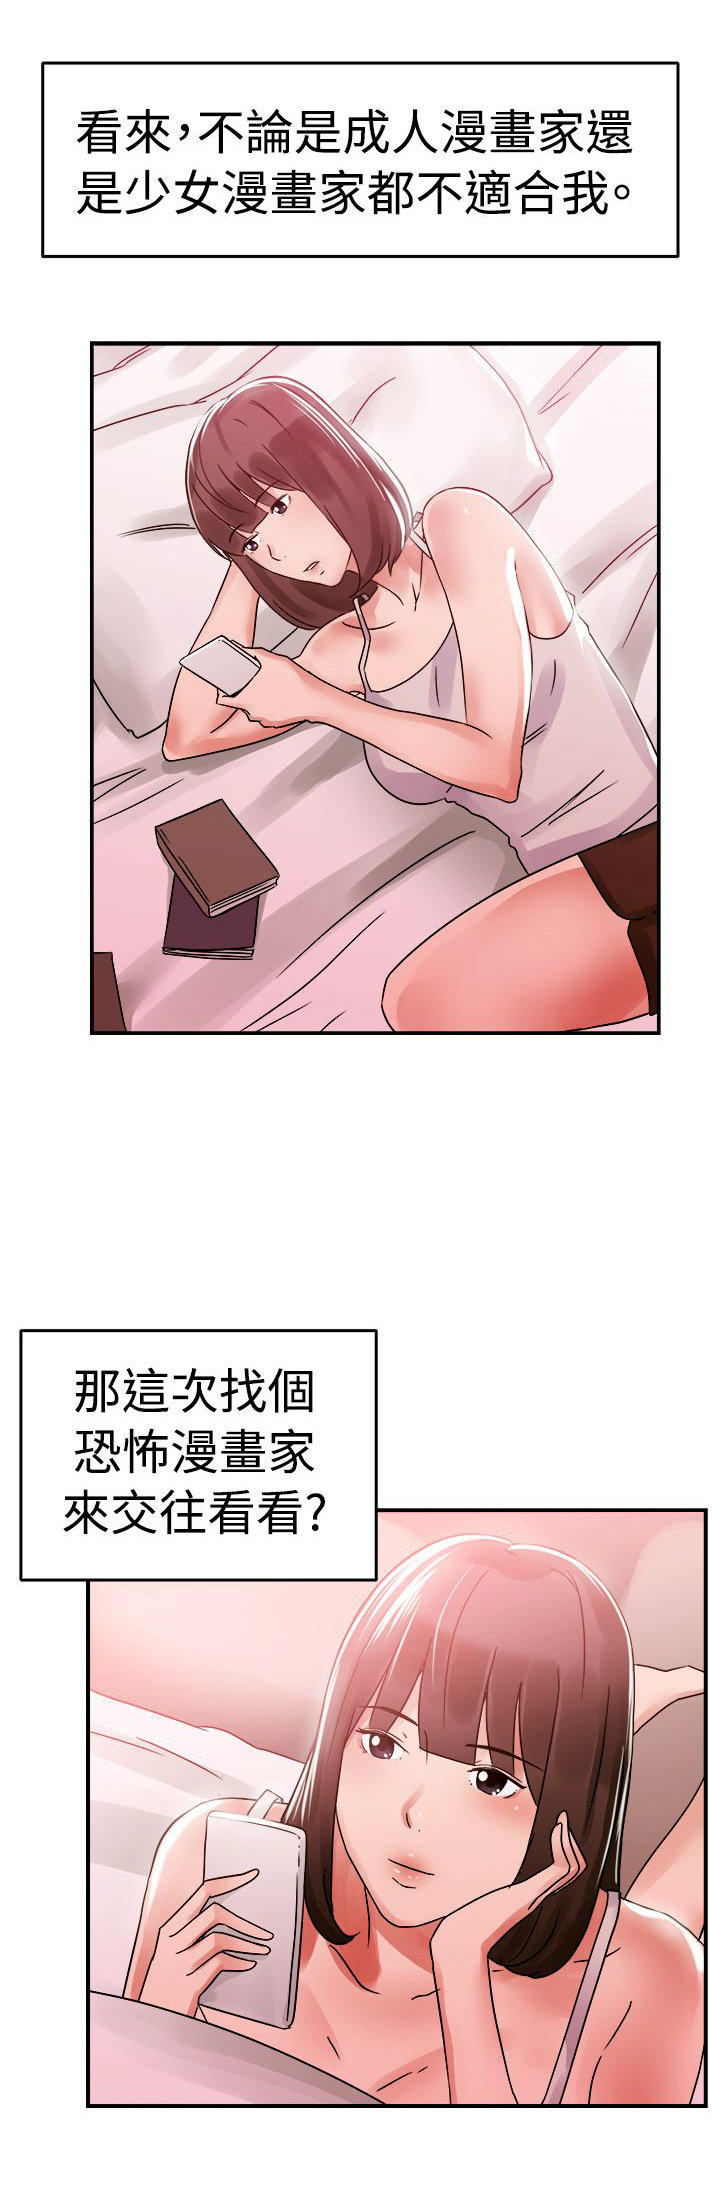 看來，不論是成人漫畫家還
是少女漫畫家都不適合我。
那這次找個
恐怖漫畫家
來交往看看?